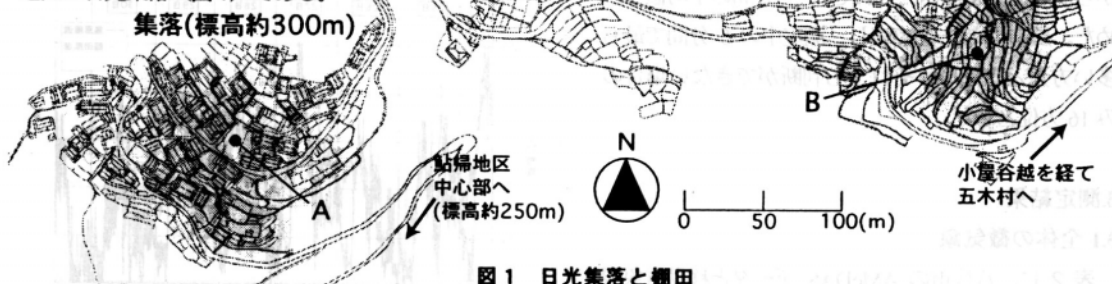 集落(標高約300m)
A
B
鮎帰地区
中心部へ
(標高約250m)
N
0 50 100(m)
小屋谷越を経て
五木村へ
図1 日光集落と棚田